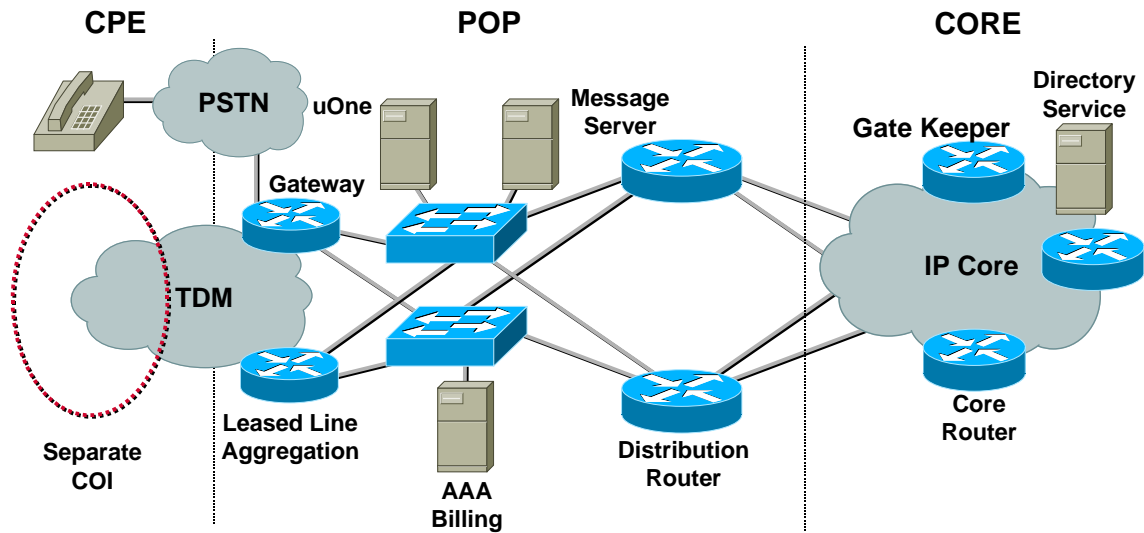 CPE
POP
CORE
PSTN
uOne
Message
Server
Directory
Service
Gate Keeper
Gateway
TDM
IP Core
Leased Line
Aggregation
Separate
COI
AAA
Billing
Distribution
Router
Core
Router